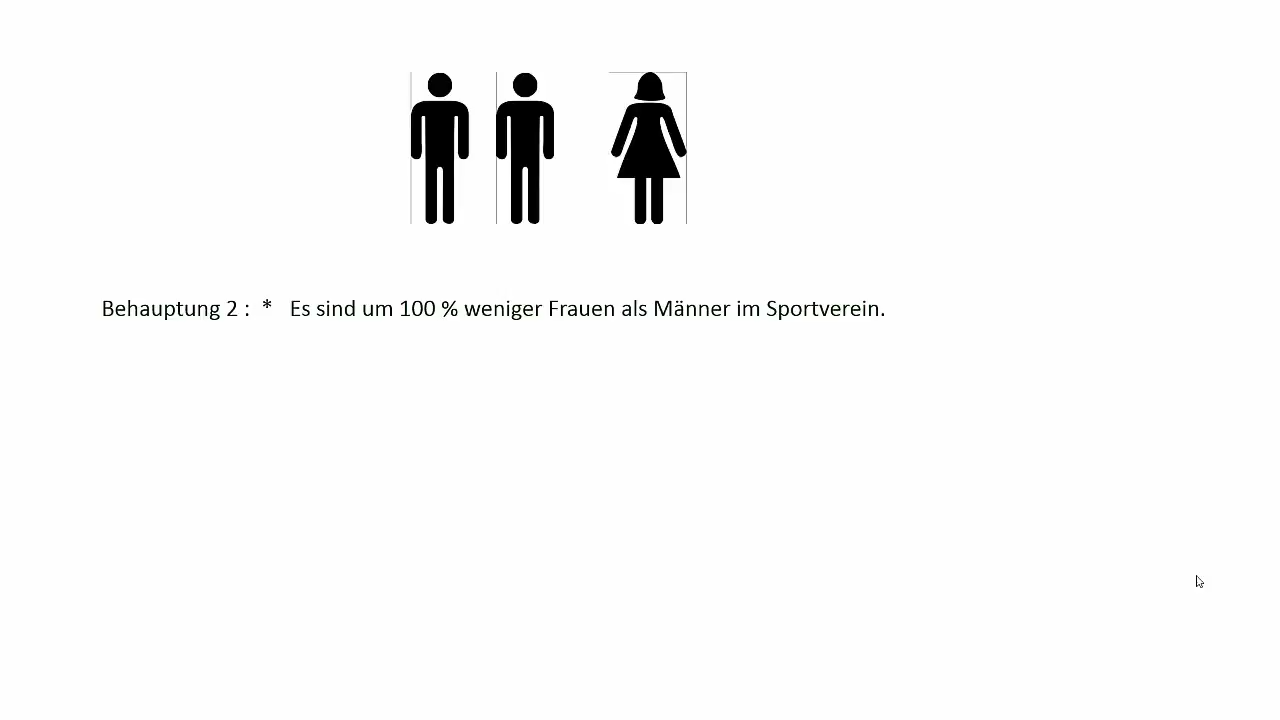 Behauptung 2 :  *   Es sind um 100 % weniger Frauen als Männer im Sportverein.